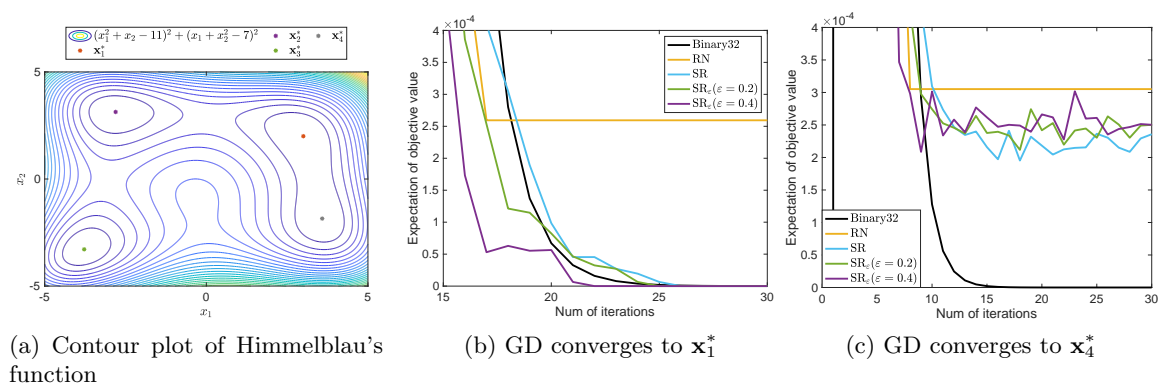 (x₁² + x₂ − 11)² + (x₁ + x₂² − 7)² x₂* x₄*
x₁* x₃*
5
0
-5
x₂
-5 0 5
x₁
(a) Contour plot of Himmelblau's
function
×10⁻⁴
4
3.5
3
2.5
2
1.5
1
0.5
0
Expectation of objective value
Binary32
RN
SR
SRε(ε = 0.2)
SRε(ε = 0.4)
15 20 25 30
Num of iterations
(b) GD converges to x₁*
×10⁻⁴
4
3.5
3
2.5
2
1.5
1
0.5
0
Expectation of objective value
Binary32
RN
SR
SRε(ε = 0.2)
SRε(ε = 0.4)
0 5 10 15 20 25 30
Num of iterations
(c) GD converges to x₄*